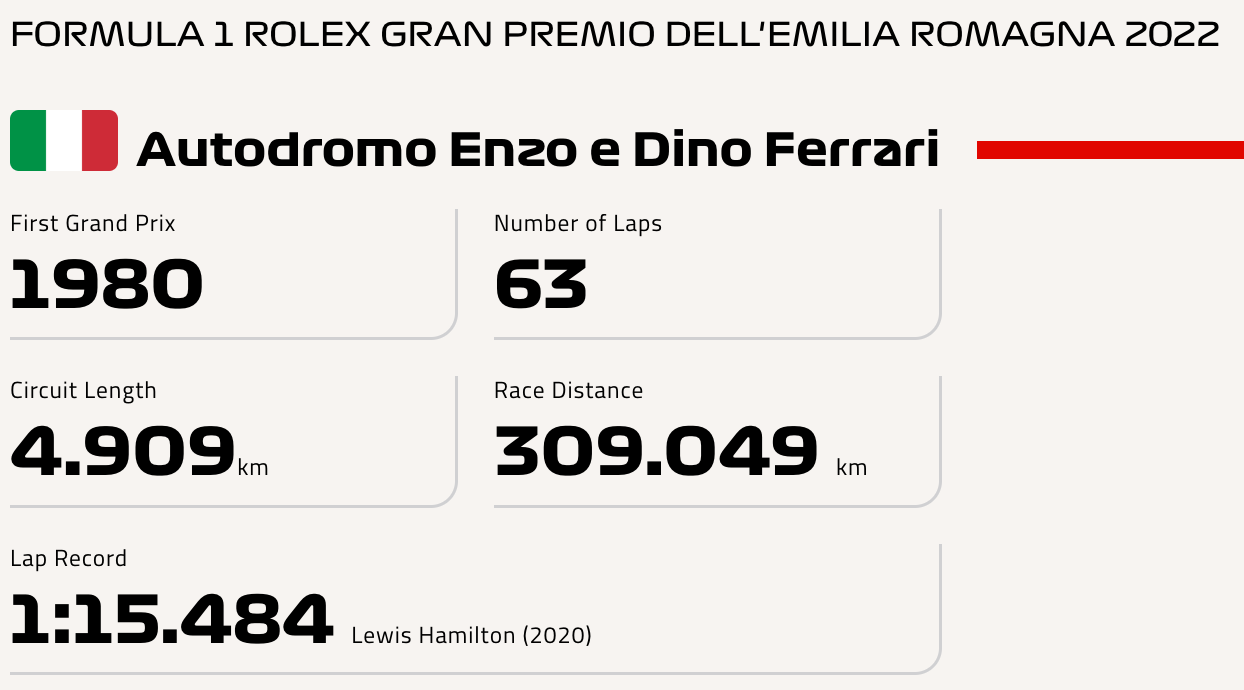 FORMULA 1 ROLEX GRAN PREMIO DELL'EMILIA ROMAGNA 2022
Autodromo Enzo e Dino Ferrari
First Grand Prix
1980
Number of Laps
63
Circuit Length
4.909km
Race Distance
309.049 km
Lap Record
1:15.484 Lewis Hamilton (2020)